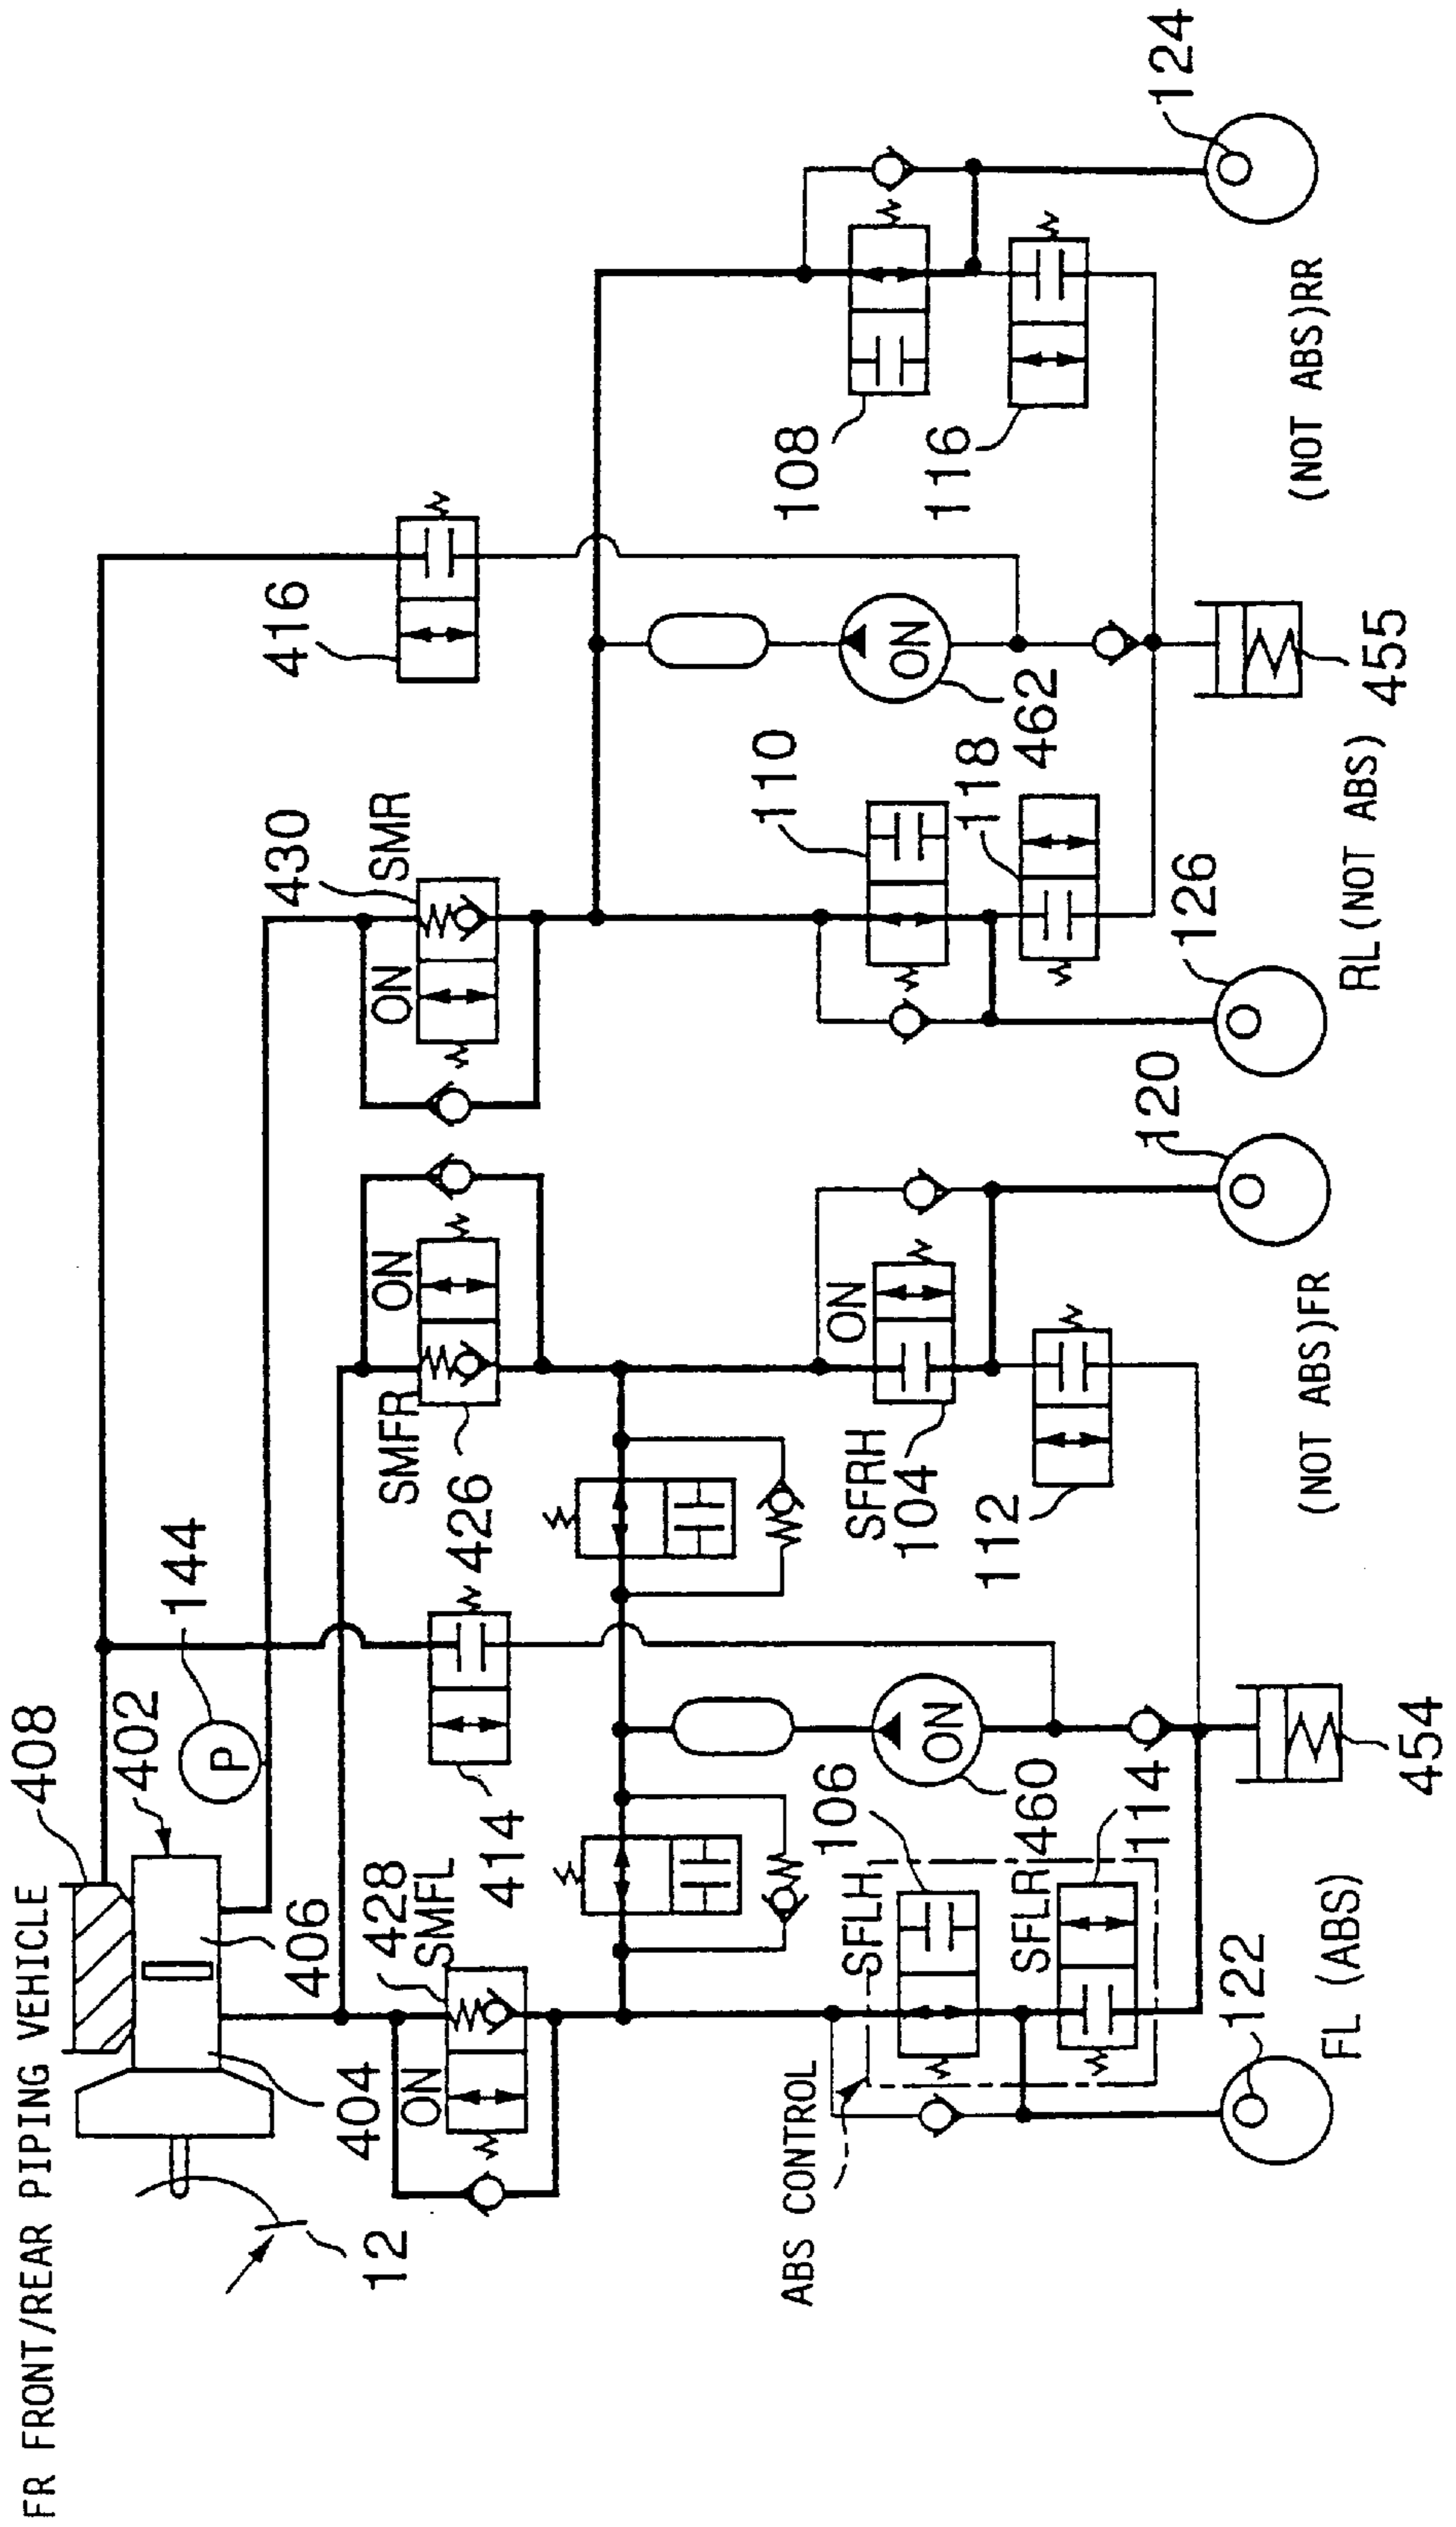 FR FRONT/REAR PIPING VEHICLE
408
402
144
P
406
404
12
428
SMFL
ON
414
426
SMFR
ON
430
SMR
ON
416
ABS CONTROL
SFLH
106
SFLR
114
460
ON
SFRH
104
ON
112
110
118
462
ON
108
116
122
FL (ABS)
454
120
(NOT ABS)FR
126
RL(NOT ABS)
455
124
(NOT ABS)RR